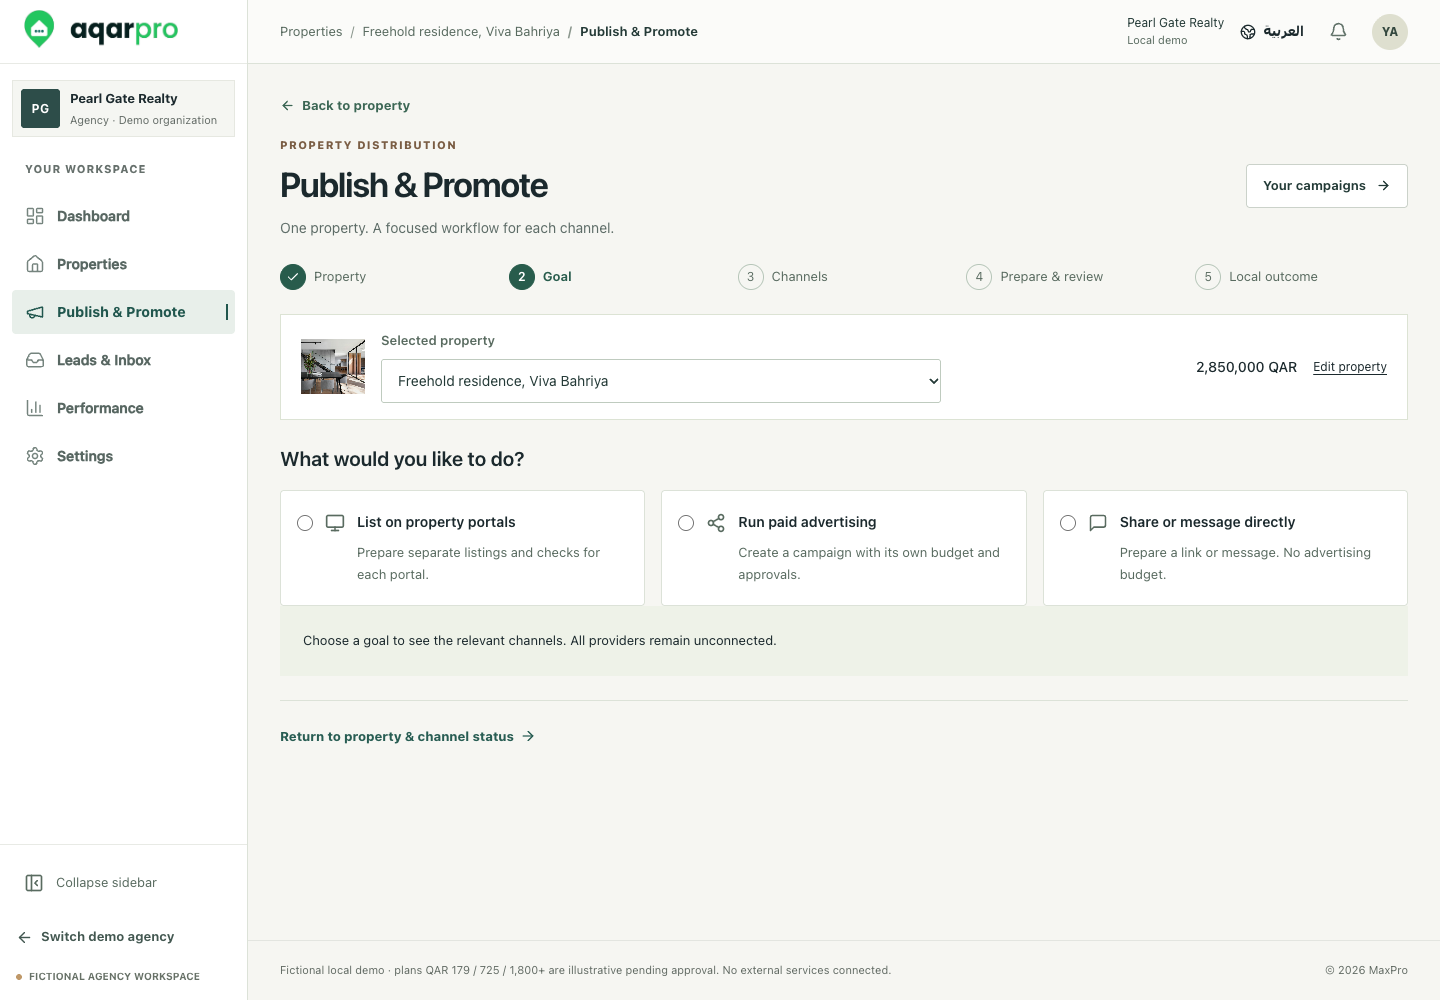 aqarpro
PG
Pearl Gate Realty
Agency · Demo organization
YOUR WORKSPACE
Dashboard
Properties
Publish & Promote
Leads & Inbox
Performance
Settings
Collapse sidebar
Switch demo agency
FICTIONAL AGENCY WORKSPACE
Properties / Freehold residence, Viva Bahriya / Publish & Promote
Pearl Gate Realty
Local demo
العربية
YA
Back to property
PROPERTY DISTRIBUTION
Publish & Promote
Your campaigns
One property. A focused workflow for each channel.
Property
2 Goal
3 Channels
4 Prepare & review
5 Local outcome
Selected property
Freehold residence, Viva Bahriya
2,850,000 QAR
Edit property
What would you like to do?
List on property portals
Prepare separate listings and checks for
each portal.
Run paid advertising
Create a campaign with its own budget and
approvals.
Share or message directly
Prepare a link or message. No advertising
budget.
Choose a goal to see the relevant channels. All providers remain unconnected.
Return to property & channel status
Fictional local demo · plans QAR 179 / 725 / 1,800+ are illustrative pending approval. No external services connected.
© 2026 MaxPro